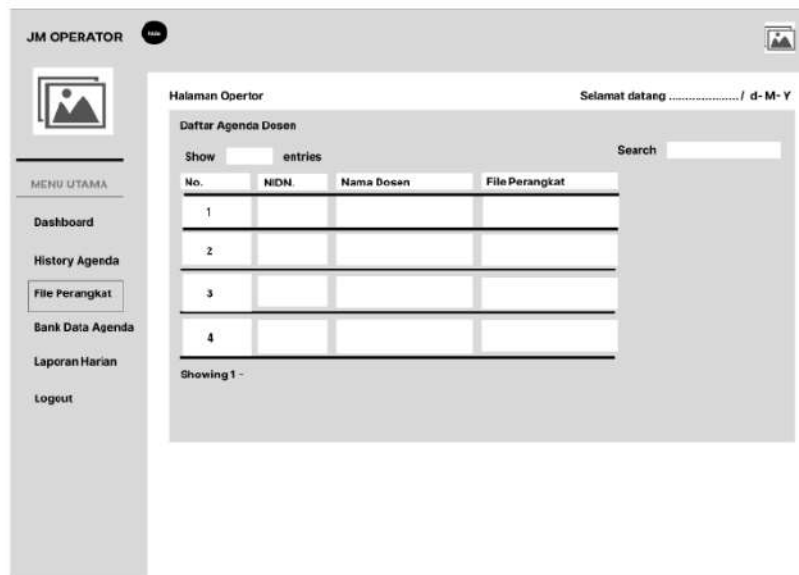 JM OPERATOR
Hide
Halaman Opertor
Selamat datang ...................../ d- M- Y
Daftar Agenda Dosen
Show entries
Search
MENU UTAMA
Dashboard
History Agenda
File Perangkat
Bank Data Agenda
Laporan Harian
Logout
No. NIDN. Nama Dosen File Perangkat
1
2
3
4
Showing 1 -